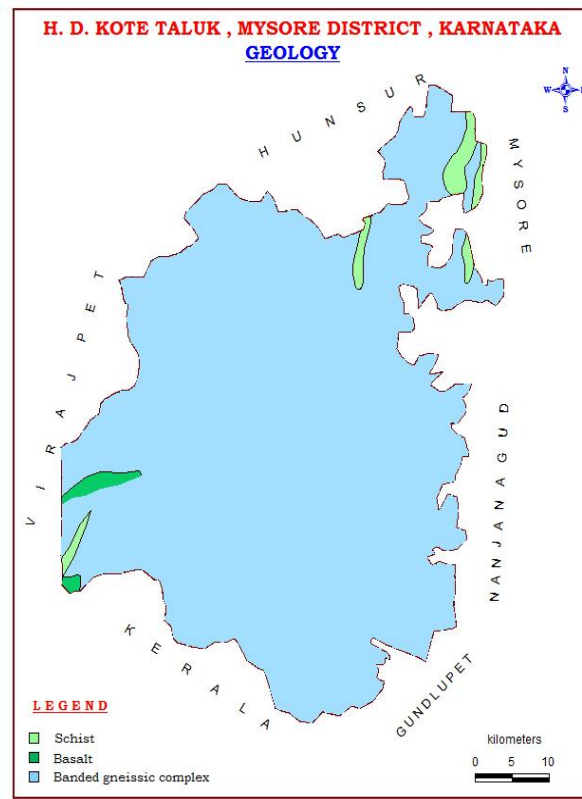 H. D. KOTE TALUK , MYSORE DISTRICT , KARNATAKA
GEOLOGY
N
W E
S
HUNSUR
MYSORE
VIRAJPET
NANJANAGUD
KERALA
GUNDLUPET
LEGEND
Schist
Basalt
Banded gneissic complex
kilometers
0 5 10